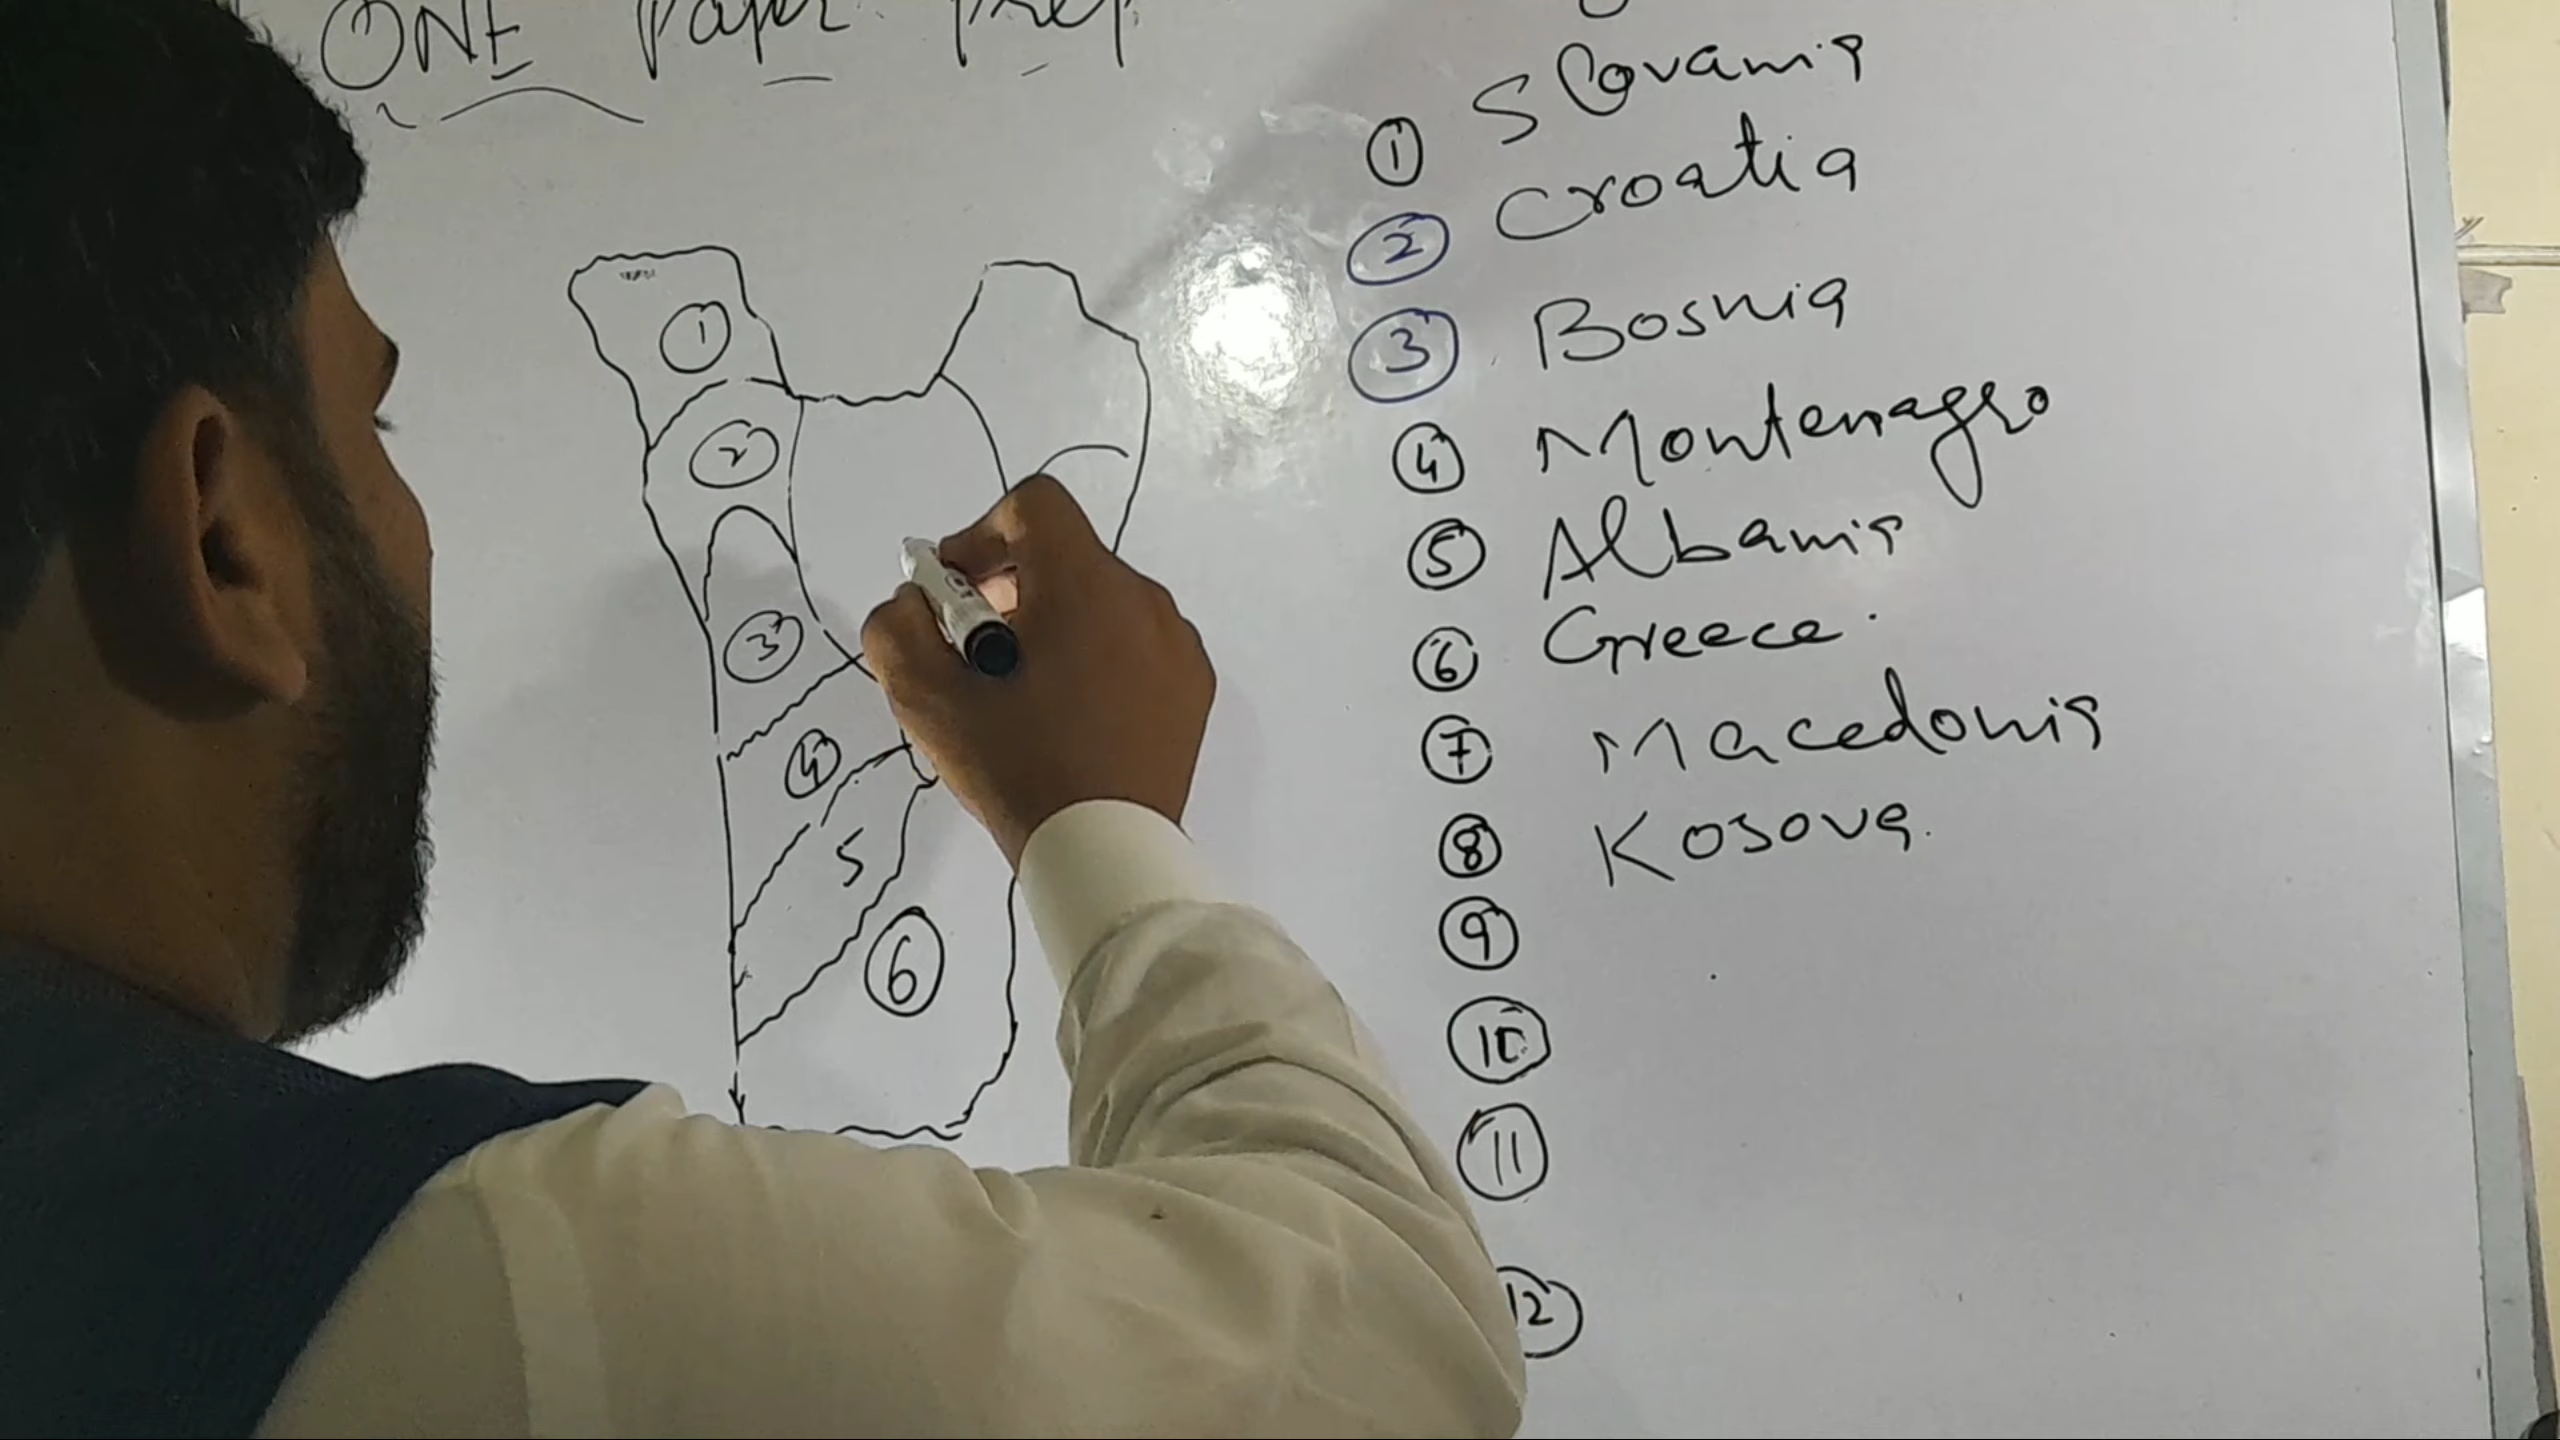 ONE Paper Prep
① Slovania
② Croatia
③ Bosnia
④ Montenagro
⑤ Albania
⑥ Greece
⑦ Macedonia
⑧ Kosova
⑨
⑩
⑪
12
①
②
③
④
5
⑥